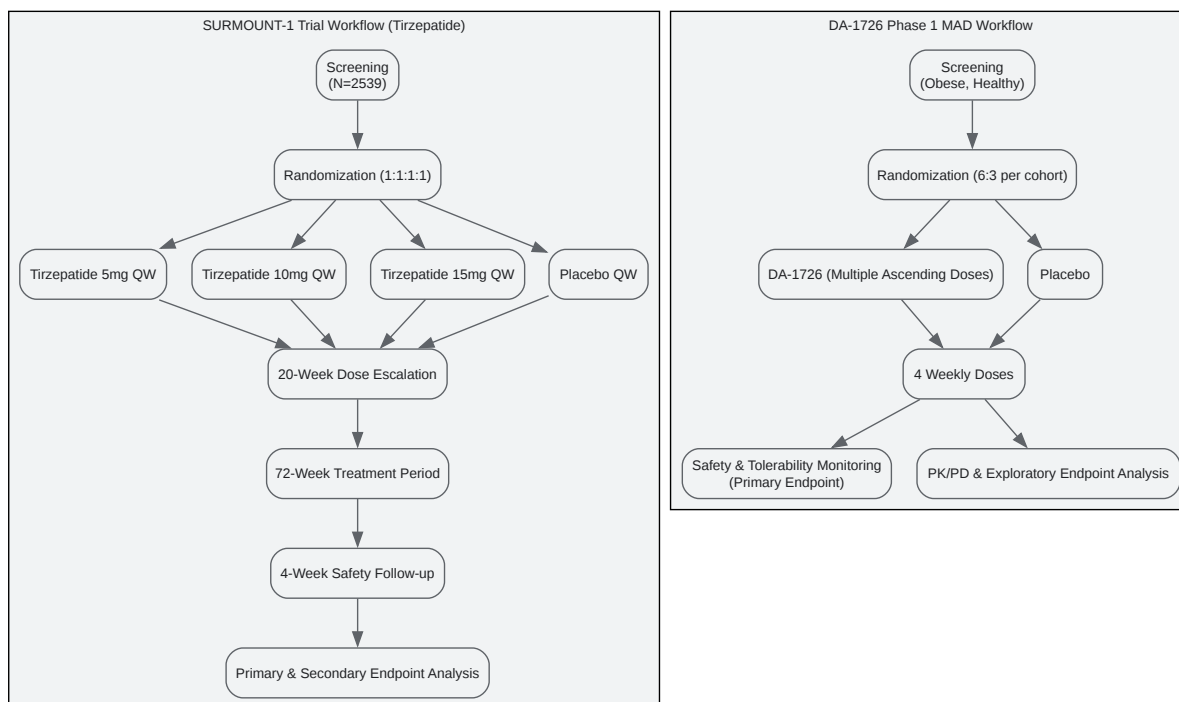 SURMOUNT-1 Trial Workflow (Tirzepatide)
Screening
(N=2539)
Randomization (1:1:1:1)
Tirzepatide 5mg QW
Tirzepatide 10mg QW
Tirzepatide 15mg QW
Placebo QW
20-Week Dose Escalation
72-Week Treatment Period
4-Week Safety Follow-up
Primary & Secondary Endpoint Analysis
DA-1726 Phase 1 MAD Workflow
Screening
(Obese, Healthy)
Randomization (6:3 per cohort)
DA-1726 (Multiple Ascending Doses)
Placebo
4 Weekly Doses
Safety & Tolerability Monitoring
(Primary Endpoint)
PK/PD & Exploratory Endpoint Analysis